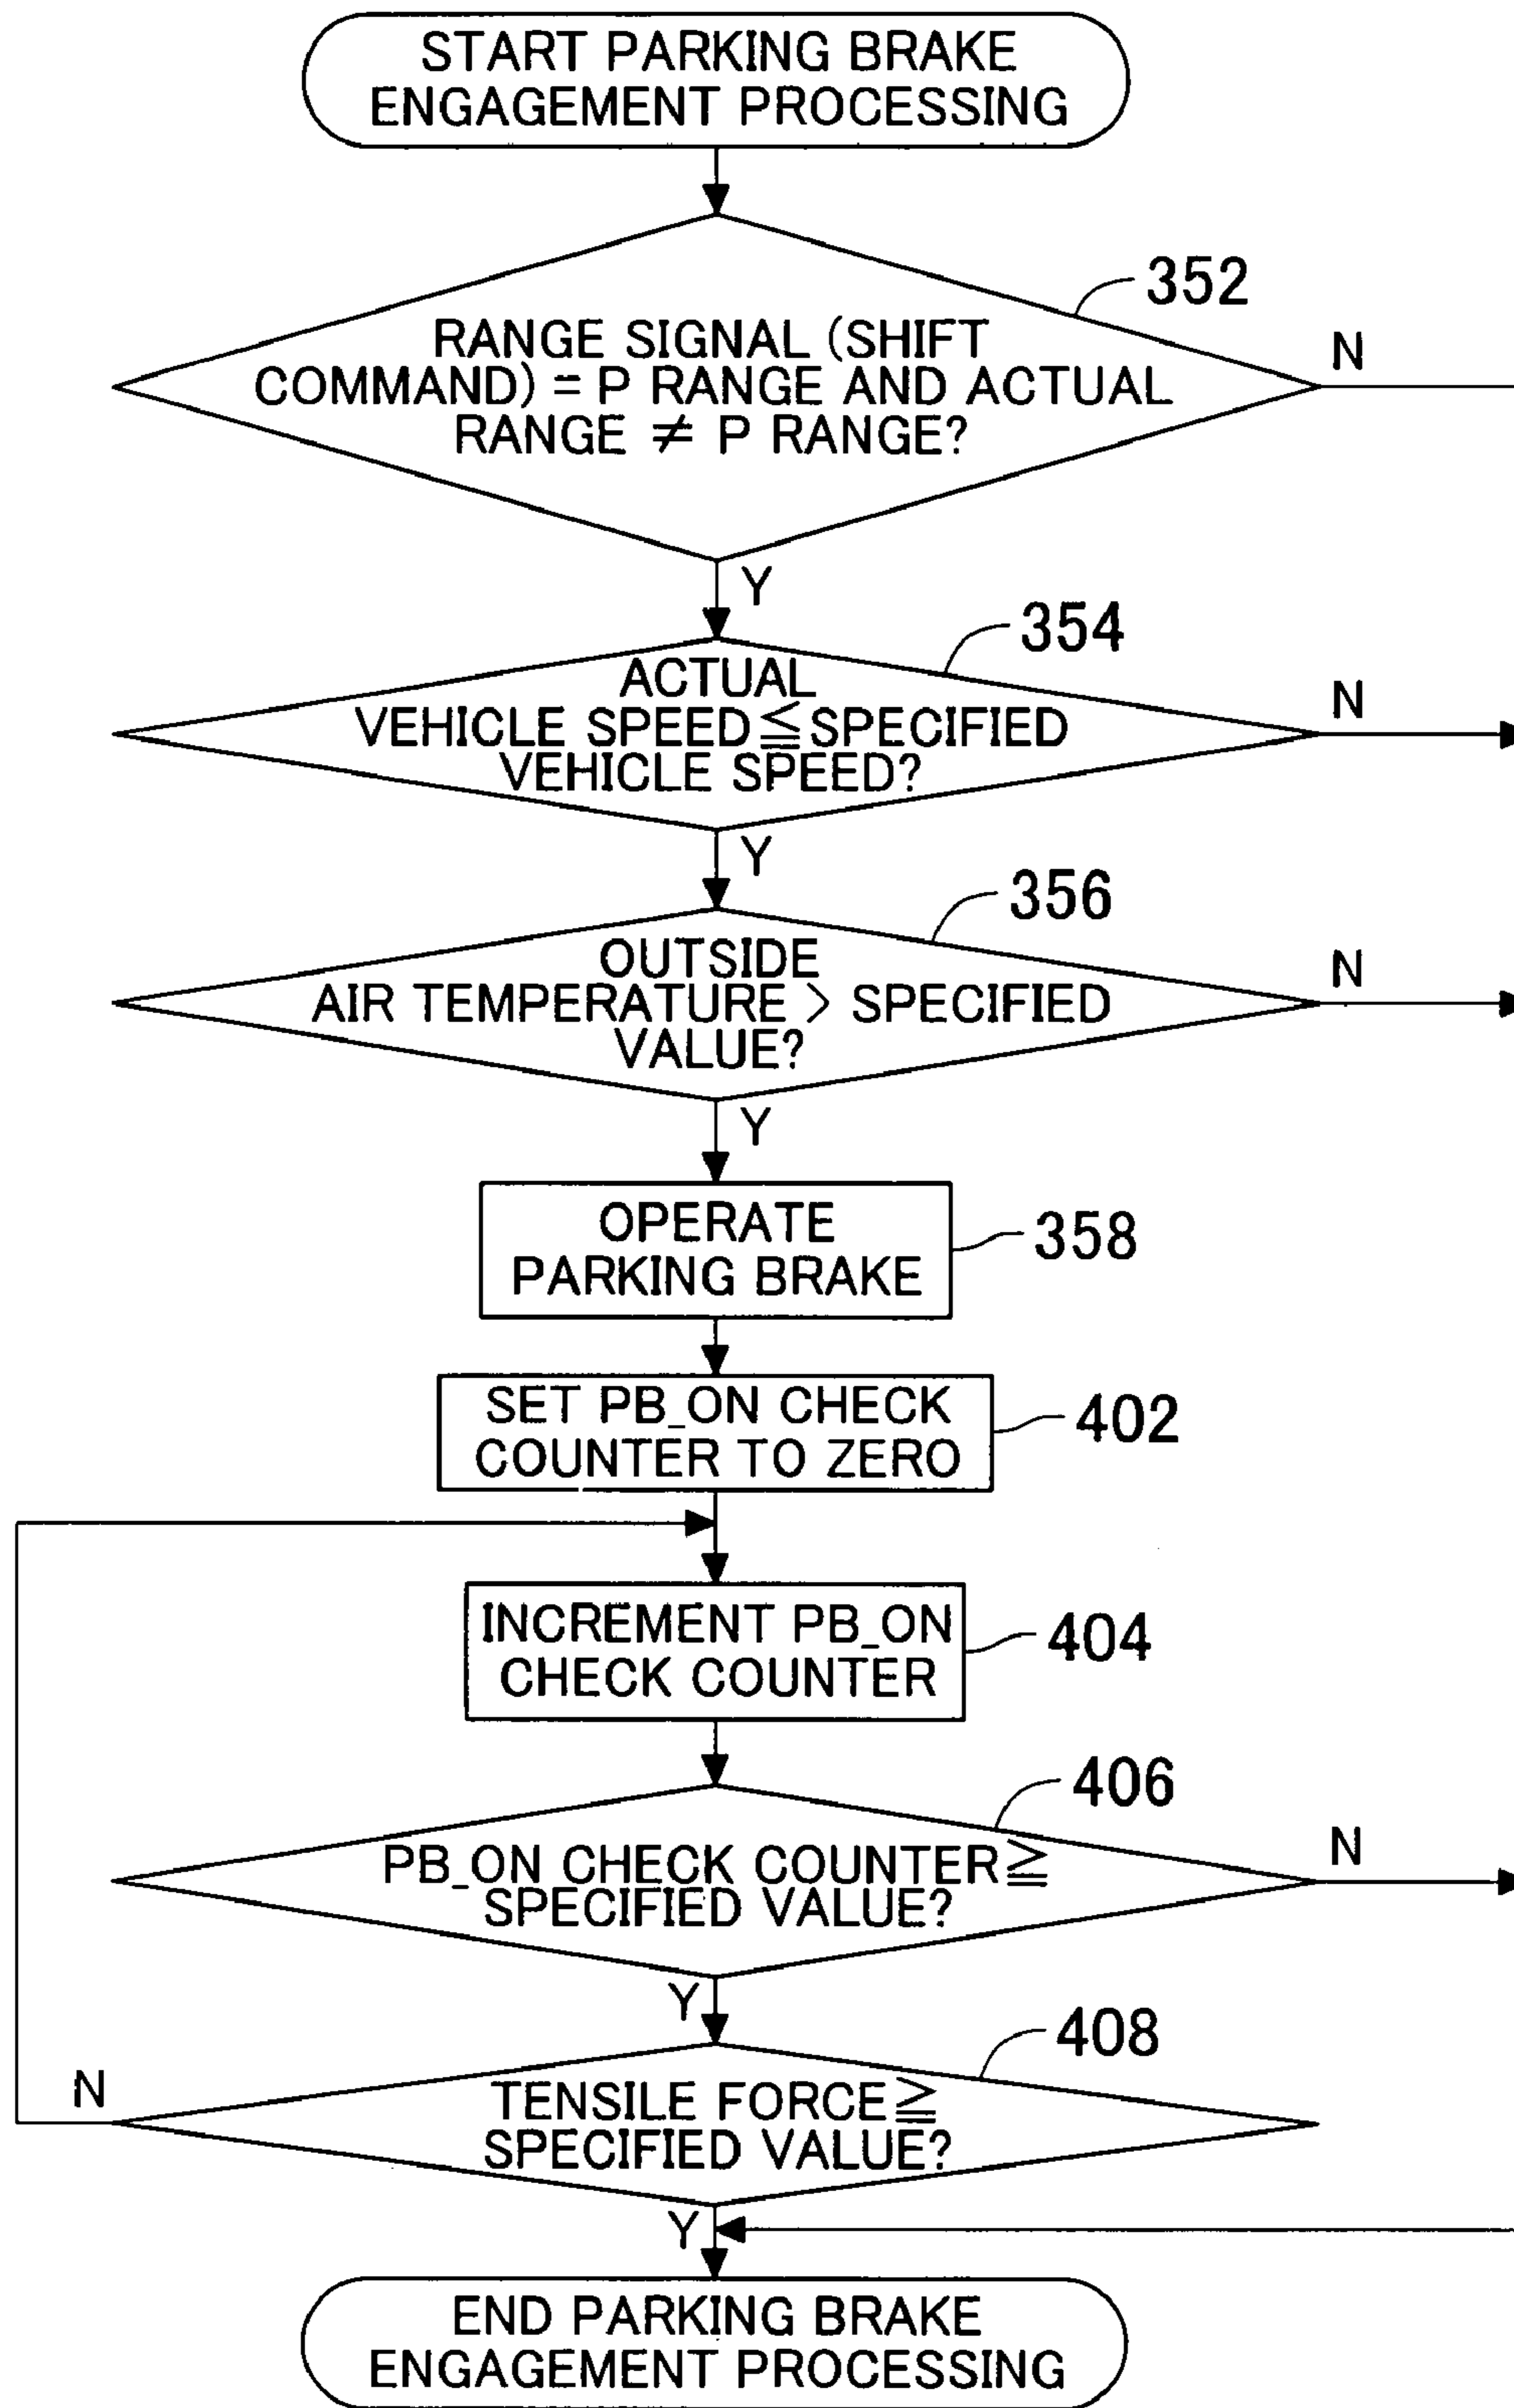 START PARKING BRAKE
ENGAGEMENT PROCESSING
352
RANGE SIGNAL (SHIFT
COMMAND) = P RANGE AND ACTUAL
RANGE ≠ P RANGE?
N
Y
354
ACTUAL
VEHICLE SPEED≦SPECIFIED
VEHICLE SPEED?
N
Y
356
OUTSIDE
AIR TEMPERATURE > SPECIFIED
VALUE?
N
Y
OPERATE
PARKING BRAKE
358
SET PB_ON CHECK
COUNTER TO ZERO
402
INCREMENT PB_ON
CHECK COUNTER
404
406
PB_ON CHECK COUNTER≧
SPECIFIED VALUE?
N
Y
408
N
TENSILE FORCE≧
SPECIFIED VALUE?
Y
END PARKING BRAKE
ENGAGEMENT PROCESSING